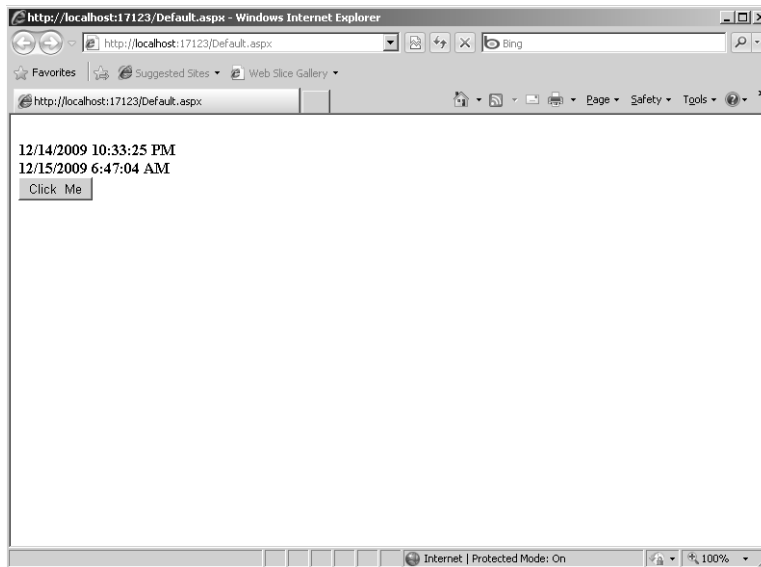 http://localhost:17123/Default.aspx - Windows Internet Explorer
http://localhost:17123/Default.aspx
Bing
Favorites
Suggested Sites
Web Slice Gallery
http://localhost:17123/Default.aspx
Page
Safety
Tools
12/14/2009 10:33:25 PM
12/15/2009 6:47:04 AM
Click Me
Internet | Protected Mode: On
100%